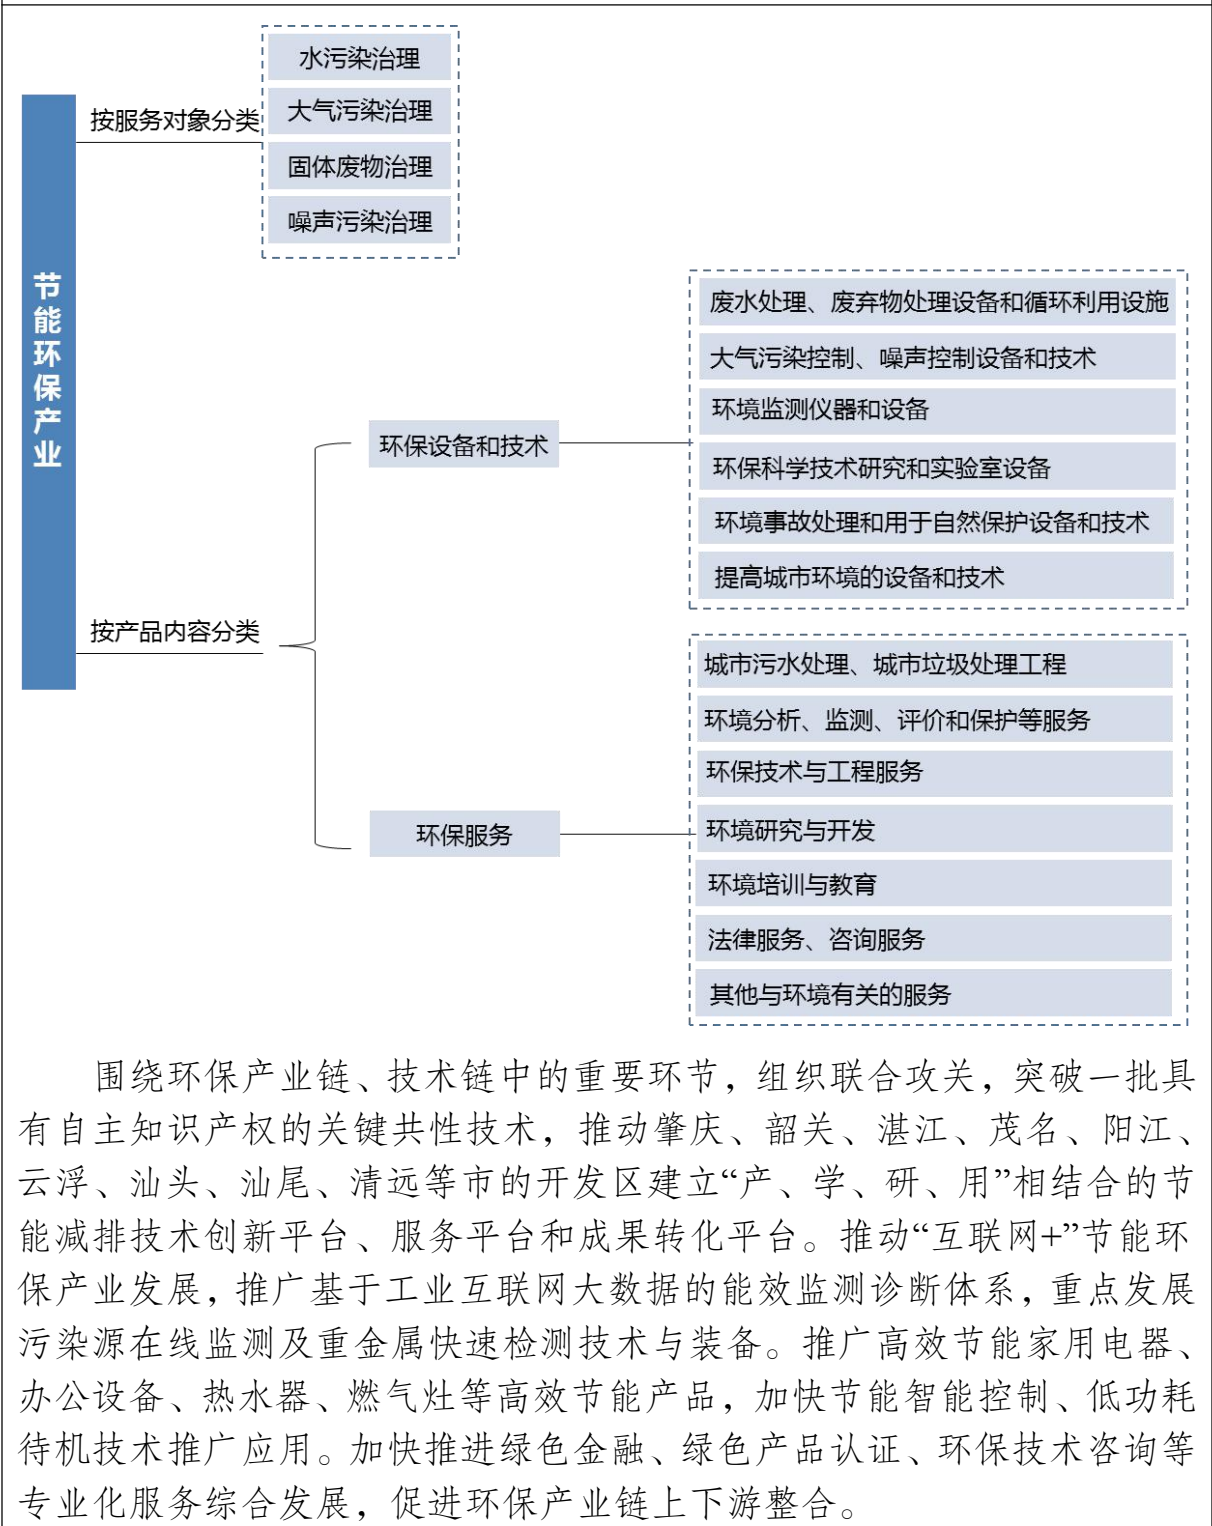 节能环保产业
按服务对象分类
水污染治理
大气污染治理
固体废物治理
噪声污染治理
按产品内容分类
环保设备和技术
废水处理、废弃物处理设备和循环利用设施
大气污染控制、噪声控制设备和技术
环境监测仪器和设备
环保科学技术研究和实验室设备
环境事故处理和用于自然保护设备和技术
提高城市环境的设备和技术
环保服务
城市污水处理、城市垃圾处理工程
环境分析、监测、评价和保护等服务
环保技术与工程服务
环境研究与开发
环境培训与教育
法律服务、咨询服务
其他与环境有关的服务
围绕环保产业链、技术链中的重要环节，组织联合攻关，突破一批具
有自主知识产权的关键共性技术，推动肇庆、韶关、湛江、茂名、阳江、
云浮、汕头、汕尾、清远等市的开发区建立“产、学、研、用”相结合的节
能减排技术创新平台、服务平台和成果转化平台。推动“互联网+”节能环
保产业发展，推广基于工业互联网大数据的能效监测诊断体系，重点发展
污染源在线监测及重金属快速检测技术与装备。推广高效节能家用电器、
办公设备、热水器、燃气灶等高效节能产品，加快节能智能控制、低功耗
待机技术推广应用。加快推进绿色金融、绿色产品认证、环保技术咨询等
专业化服务综合发展，促进环保产业链上下游整合。